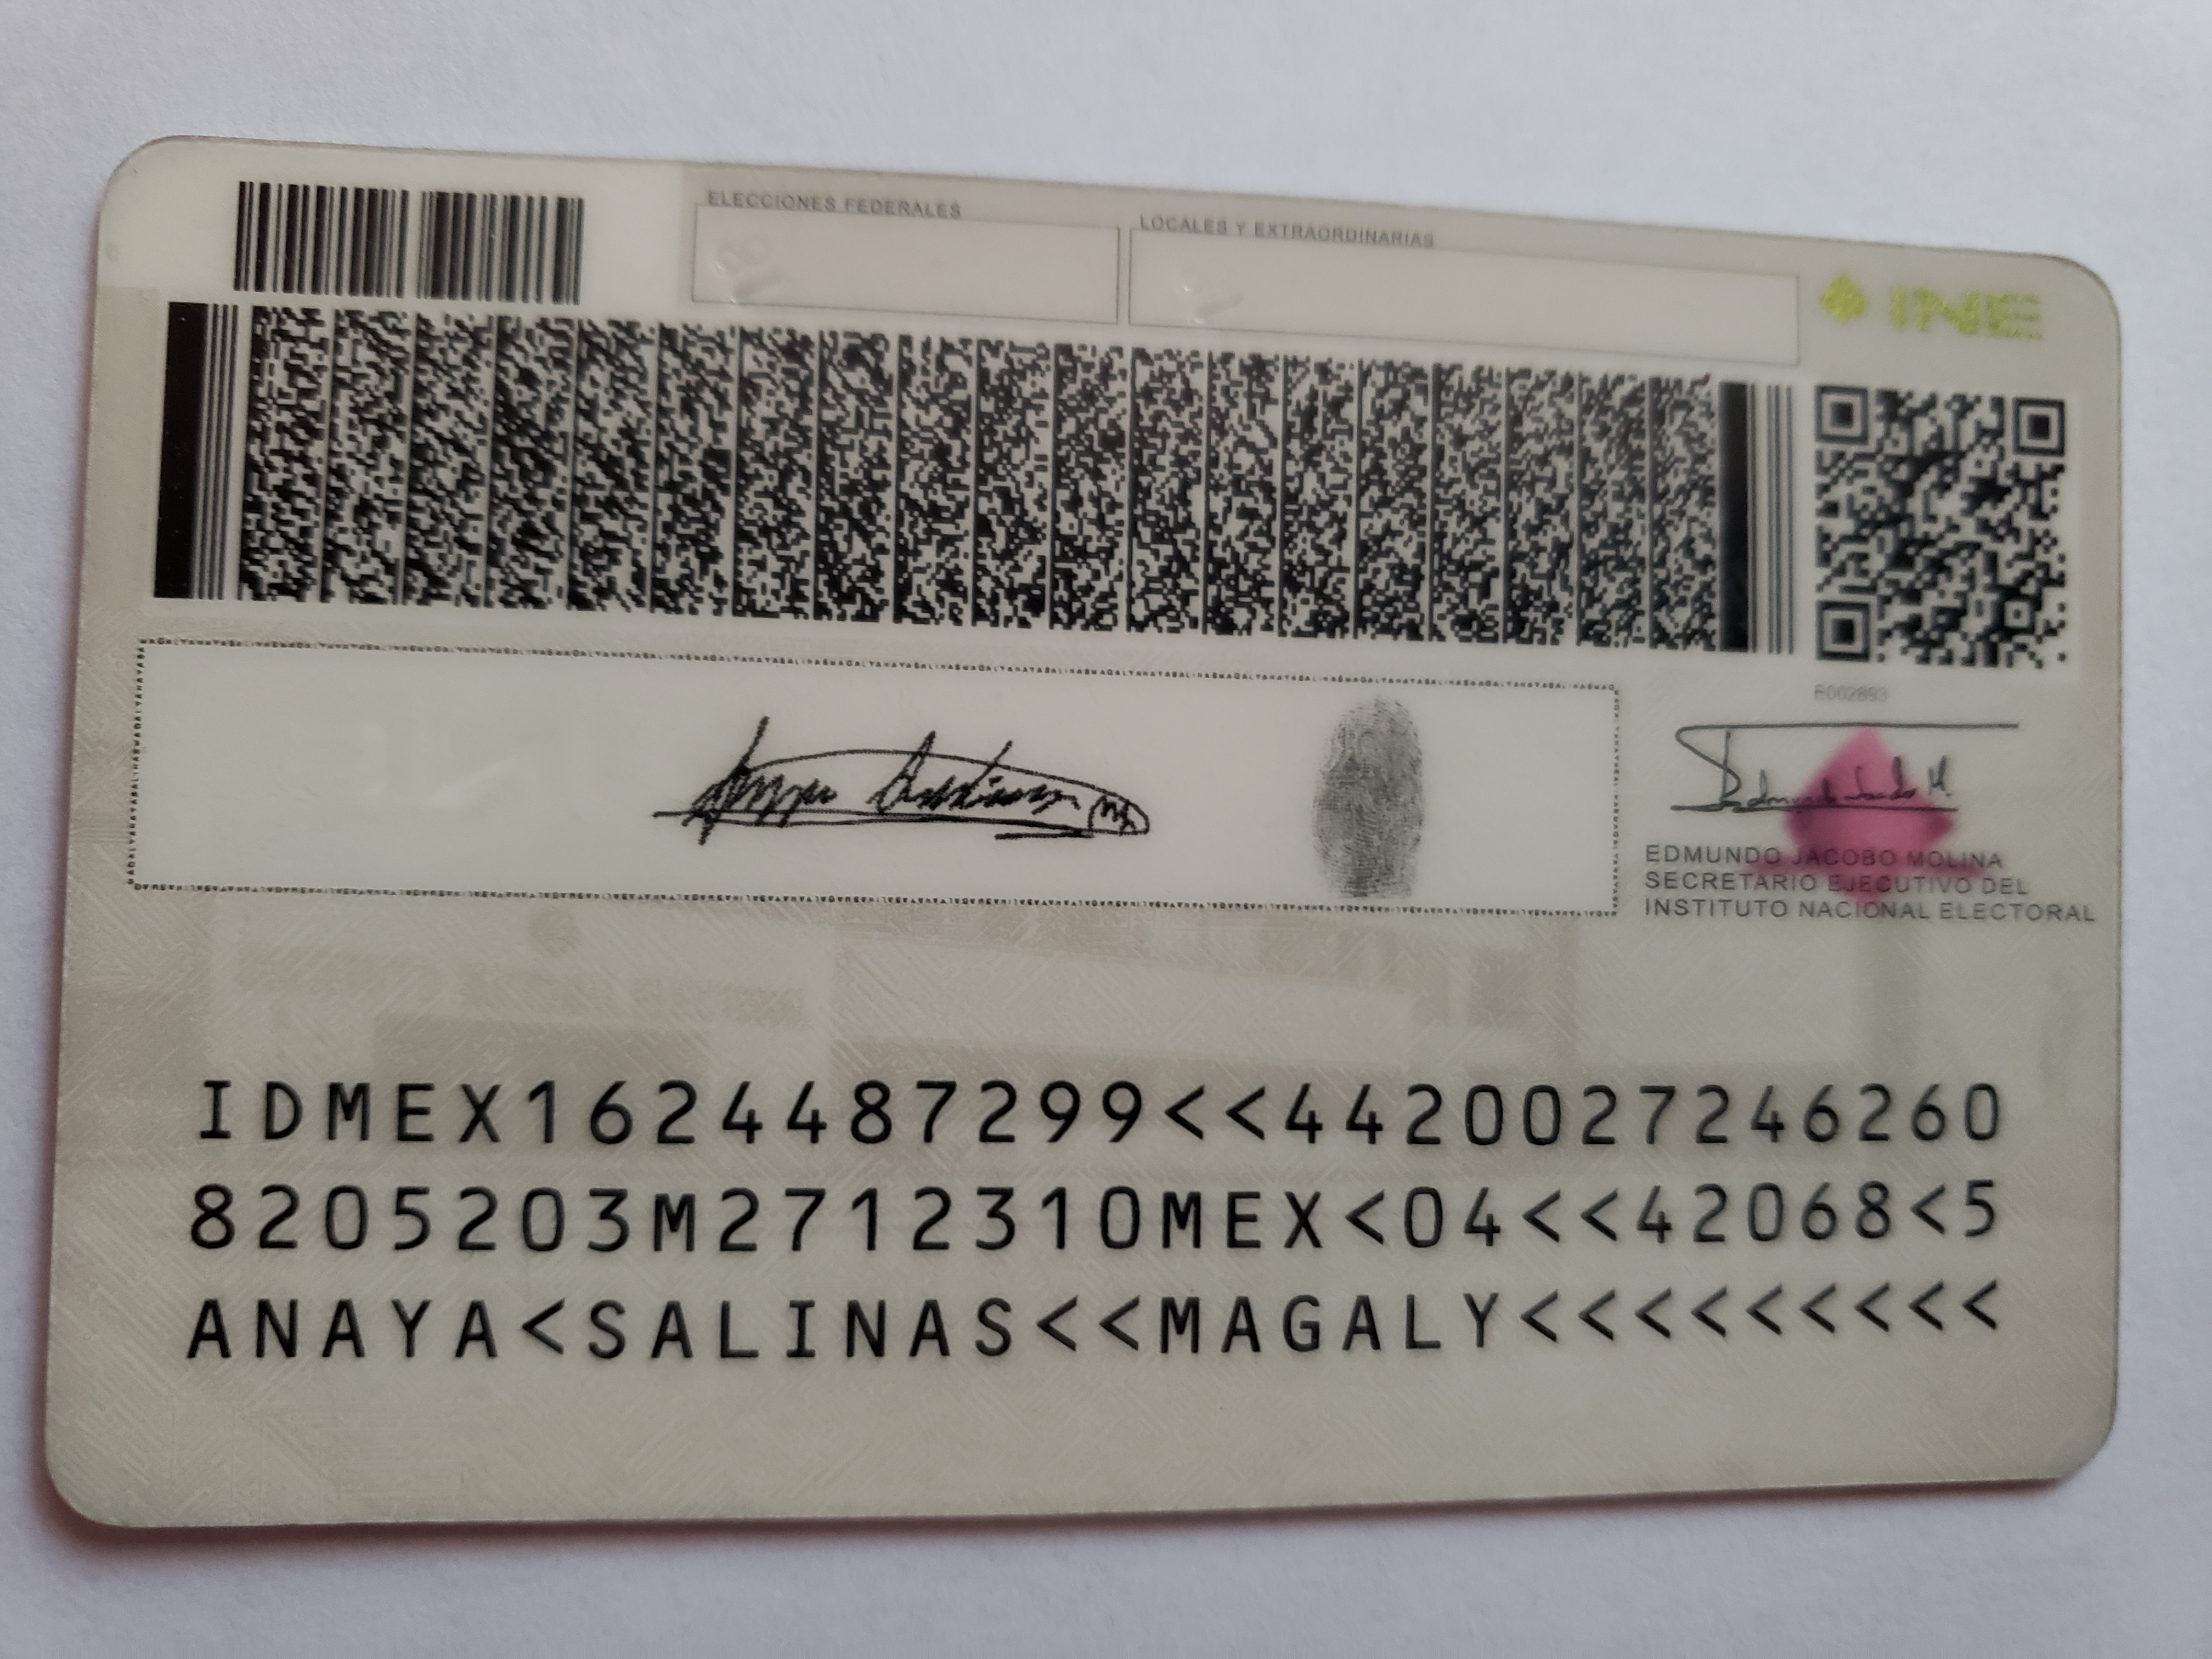 ELECCIONES FEDERALES
LOCALES Y EXTRAORDINARIAS
INE
E002893
EDMUNDO JACOBO MOLINA
SECRETARIO EJECUTIVO DEL
INSTITUTO NACIONAL ELECTORAL
IDMEX1624487299<<4420027246260
8205203M2712310MEX<04<<42068<5
ANAYA<SALINAS<<MAGALY<<<<<<<<<